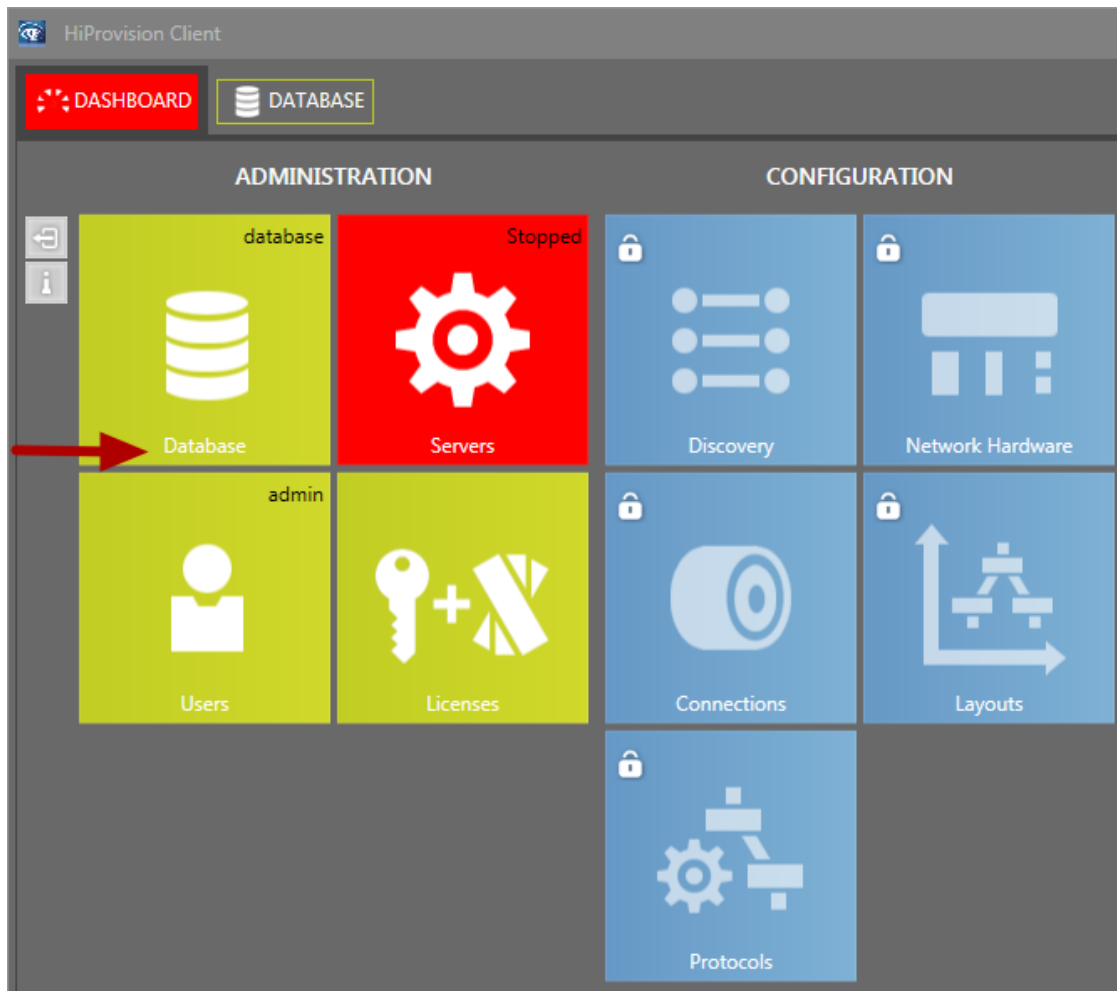 HiProvision Client
DASHBOARD
DATABASE
ADMINISTRATION
CONFIGURATION
database
Stopped
Database
Servers
Discovery
Network Hardware
admin
Users
Licenses
Connections
Layouts
Protocols